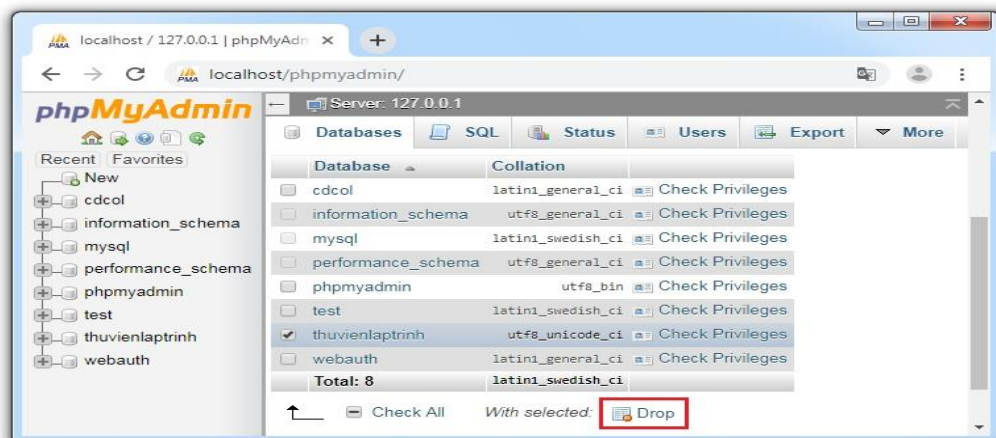 PMA localhost / 127.0.0.1 | phpMyAdm
PMA localhost/phpmyadmin/
phpMyAdmin
Recent Favorites
New
cdcol
information_schema
mysql
performance_schema
phpmyadmin
test
thuvienlaptrinh
webauth
Server: 127.0.0.1
Databases SQL Status Users Export More
Database Collation
cdcol latin1_general_ci Check Privileges
information_schema utf8_general_ci Check Privileges
mysql latin1_swedish_ci Check Privileges
performance_schema utf8_general_ci Check Privileges
phpmyadmin utf8_bin Check Privileges
test latin1_swedish_ci Check Privileges
thuvienlaptrinh utf8_unicode_ci Check Privileges
webauth latin1_general_ci Check Privileges
Total: 8 latin1_swedish_ci
Check All With selected: Drop